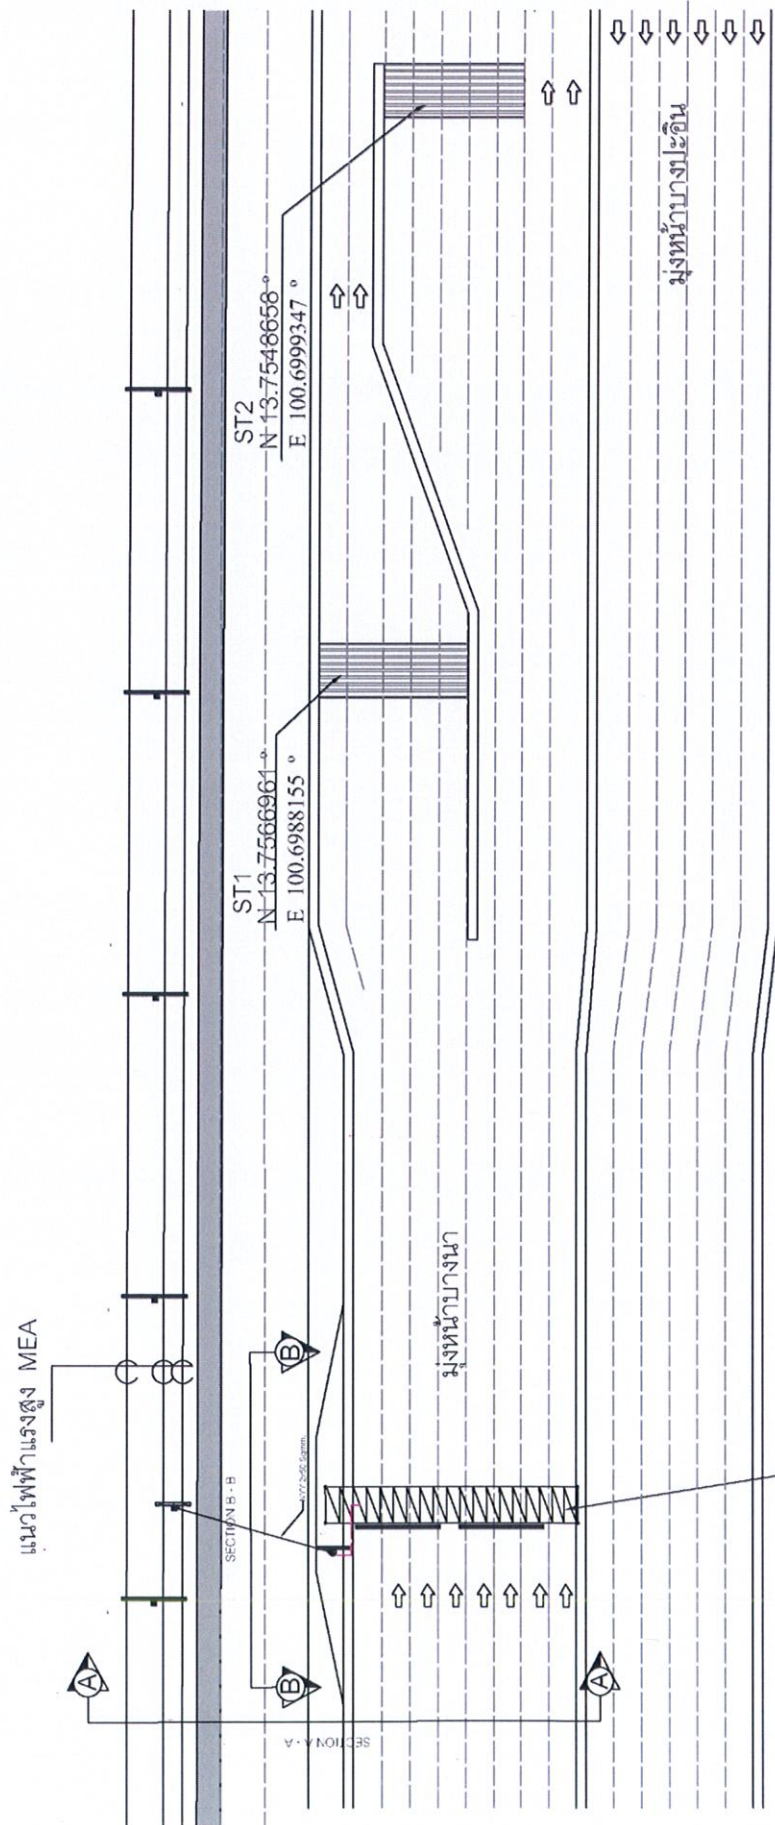 แนวไฟฟ้าแรงสูง MEA
ST1
N 13.7566961 °
E 100.6988155 °
ST2
N 13.7548658 °
E 100.6999347 °
SECTION B - B
B
B
A
A
SECTION A - A
มุ่งหน้าบางนา
มุ่งหน้าบางปะอิน